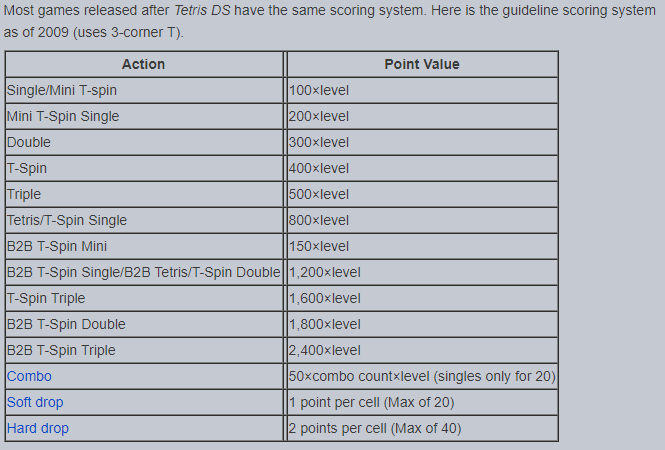 Most games released after Tetris DS have the same scoring system. Here is the guideline scoring system
as of 2009 (uses 3-corner T).
Action Point Value
Single/Mini T-spin 100×level
Mini T-Spin Single 200×level
Double 300×level
T-Spin 400×level
Triple 500×level
Tetris/T-Spin Single 800×level
B2B T-Spin Mini 150×level
B2B T-Spin Single/B2B Tetris/T-Spin Double 1,200×level
T-Spin Triple 1,600×level
B2B T-Spin Double 1,800×level
B2B T-Spin Triple 2,400×level
Combo 50×combo count×level (singles only for 20)
Soft drop 1 point per cell (Max of 20)
Hard drop 2 points per cell (Max of 40)